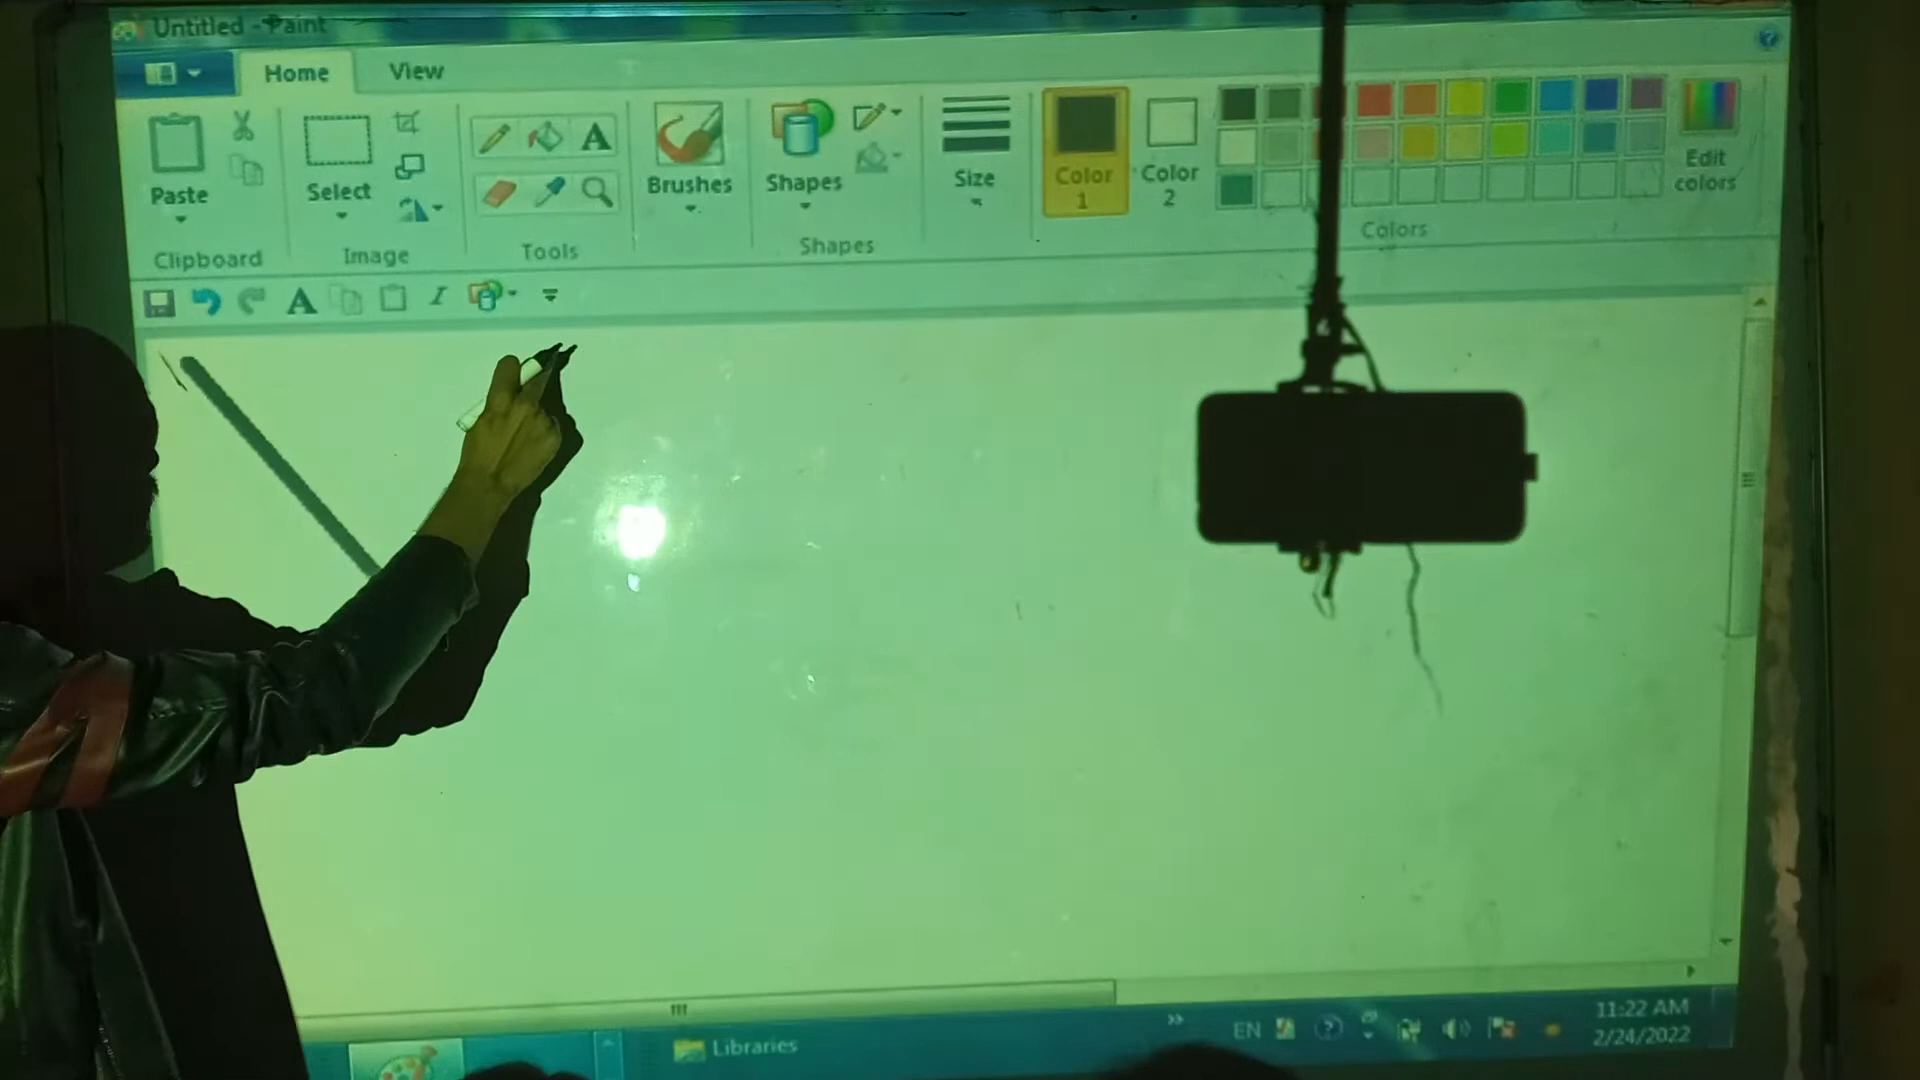 Untitled - Paint
Home View
Paste
Select
Brushes
Shapes
Size
Color 1
Color 2
Edit colors
Clipboard
Image
Tools
Shapes
Colors
Libraries
EN
11:22 AM
2/24/2022